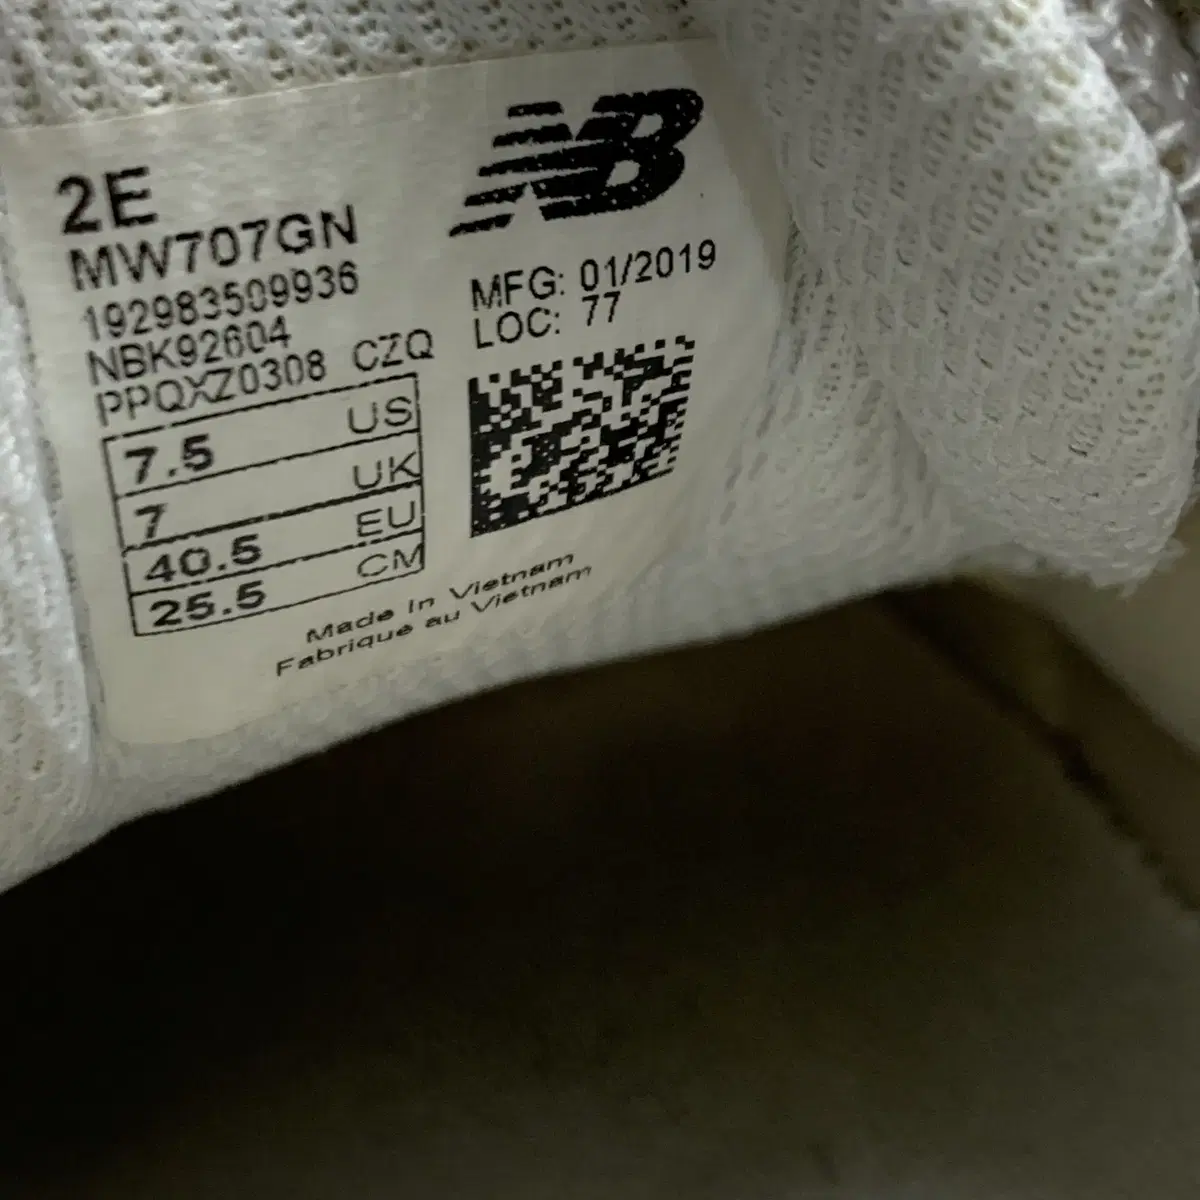 2E
MW707GN
192983509936
NBK92604
PPQXZ0308 CZQ
7.5 US
7 UK
40.5 EU
25.5 CM
NB
MFG: 01/2019
LOC: 77
Made In Vietnam
Fabrique au Vietnam